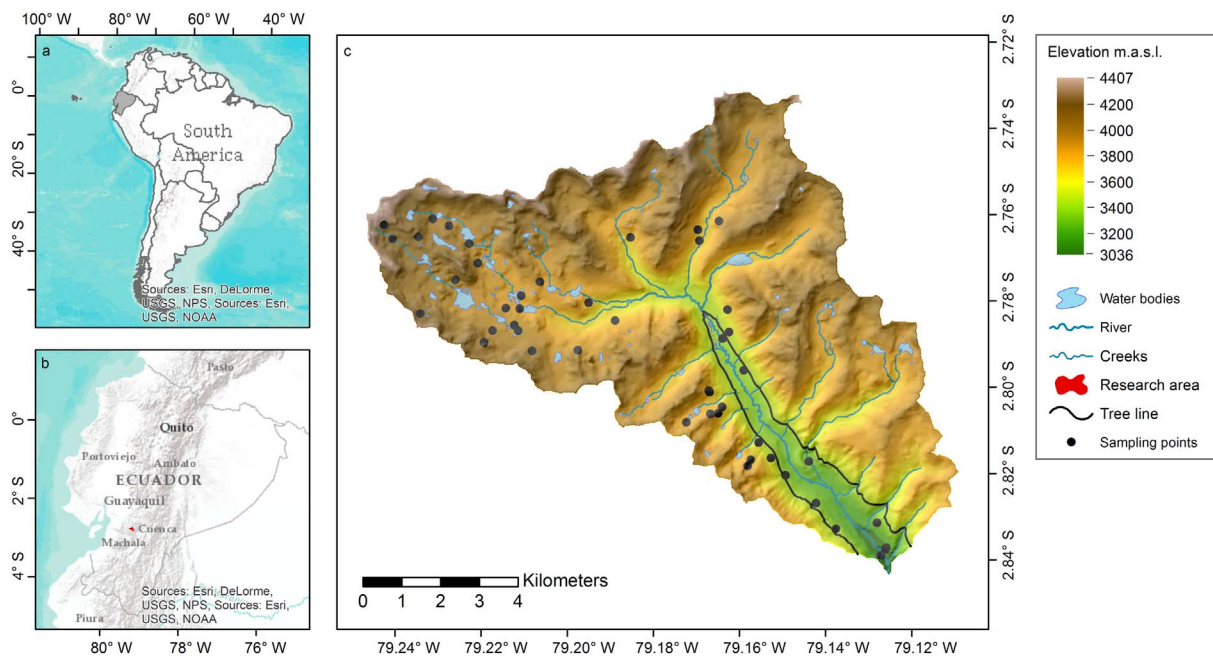 100° W 80° W 60° W 40° W
a
0°
20° S
40° S
South
America
Sources: Esri, DeLorme,
USGS, NPS, Sources: Esri,
USGS, NOAA
b
0°
2° S
4° S
Pasto
Quito
Portoviejo
Ambato
ECUADOR
Guayaquil
Cuenca
Machala
Piura
Sources: Esri, DeLorme,
USGS, NPS, Sources: Esri,
USGS, NOAA
80° W 78° W 76° W
c
2.72° S
2.74° S
2.76° S
2.78° S
2.80° S
2.82° S
2.84° S
Kilometers
0 1 2 3 4
79.24° W 79.22° W 79.20° W 79.18° W 79.16° W 79.14° W 79.12° W
Elevation m.a.s.l.
4407
4200
4000
3800
3600
3400
3200
3036
Water bodies
River
Creeks
Research area
Tree line
Sampling points